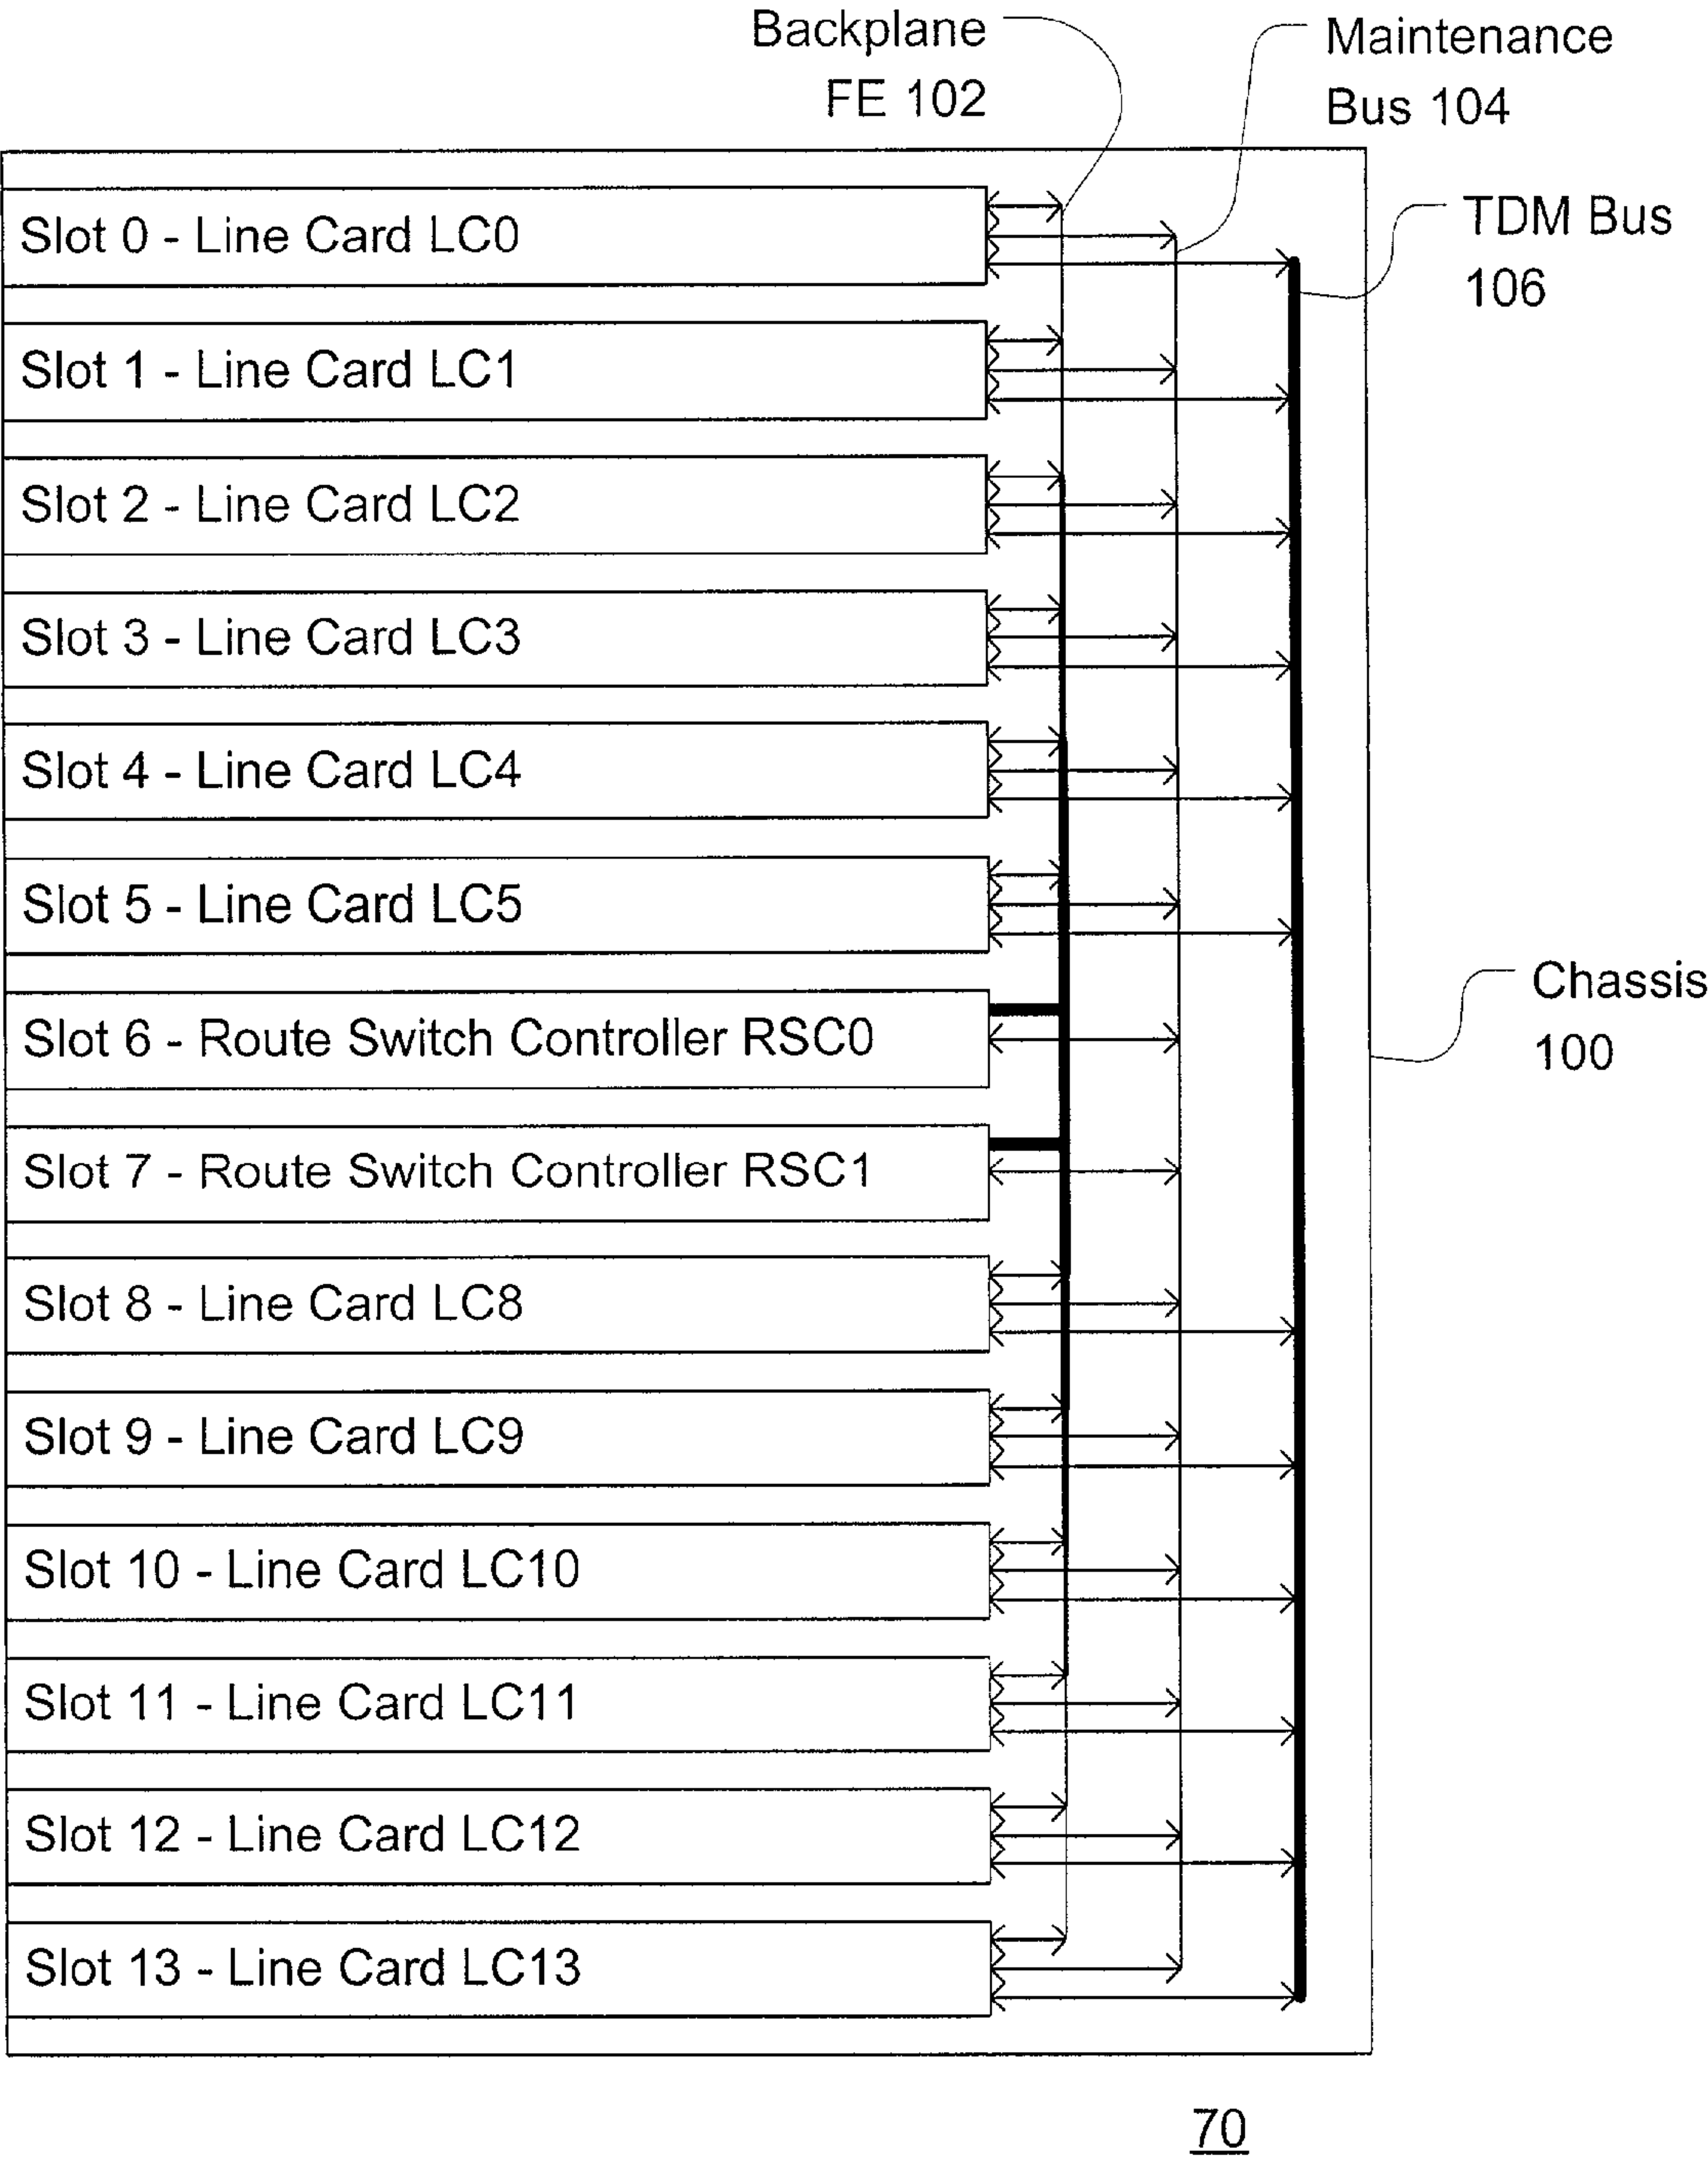 Backplane
FE 102
Maintenance
Bus 104
TDM Bus
106
Slot 0 - Line Card LC0
Slot 1 - Line Card LC1
Slot 2 - Line Card LC2
Slot 3 - Line Card LC3
Slot 4 - Line Card LC4
Slot 5 - Line Card LC5
Chassis
100
Slot 6 - Route Switch Controller RSC0
Slot 7 - Route Switch Controller RSC1
Slot 8 - Line Card LC8
Slot 9 - Line Card LC9
Slot 10 - Line Card LC10
Slot 11 - Line Card LC11
Slot 12 - Line Card LC12
Slot 13 - Line Card LC13
70